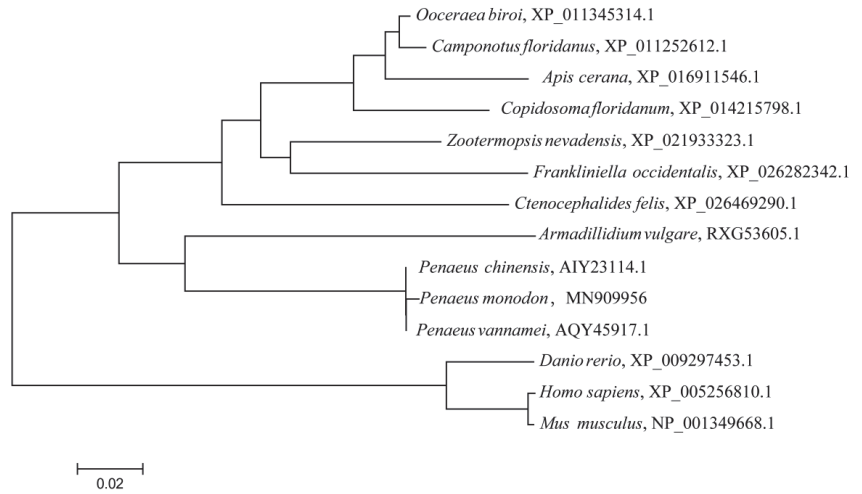 Ooceraea biroi, XP_011345314.1
Camponotus floridanus, XP_011252612.1
Apis cerana, XP_016911546.1
Copidosoma floridanum, XP_014215798.1
Zootermopsis nevadensis, XP_021933323.1
Frankliniella occidentalis, XP_026282342.1
Ctenocephalides felis, XP_026469290.1
Armadillidium vulgare, RXG53605.1
Penaeus chinensis, AIY23114.1
Penaeus monodon, MN909956
Penaeus vannamei, AQY45917.1
Danio rerio, XP_009297453.1
Homo sapiens, XP_005256810.1
Mus musculus, NP_001349668.1
0.02